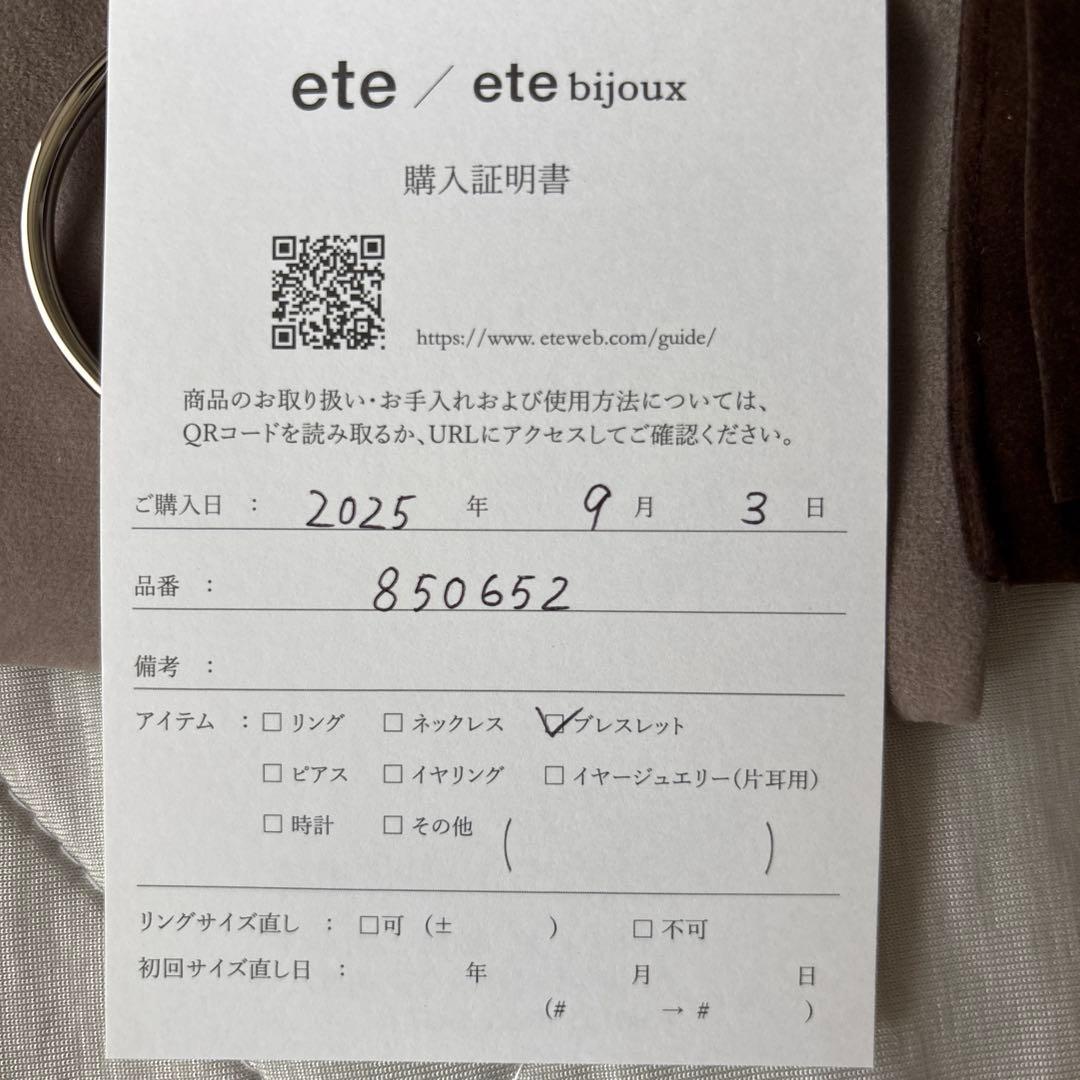 ete / ete bijoux
購入証明書
https://www.eteweb.com/guide/
商品のお取り扱い・お手入れおよび使用方法については、
QRコードを読み取るか、URLにアクセスしてご確認ください。
ご購入日 : 2025 年 9 月 3 日
品番 : 850652
備考 :
アイテム : □ リング □ ネックレス ☑ ブレスレット
□ ピアス □ イヤリング □ イヤージュエリー(片耳用)
□ 時計 □ その他 ( )
リングサイズ直し : □可 (± ) □ 不可
初回サイズ直し日 : 年 月 日
(# → # )